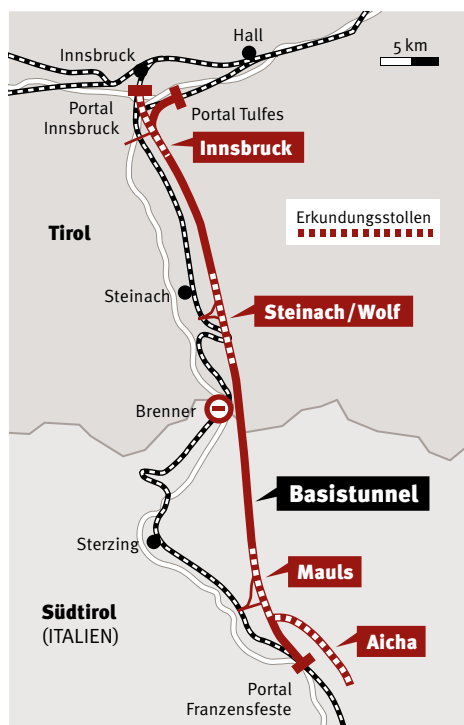 Hall
5 km
Innsbruck
Portal
Innsbruck
Portal Tulfes
Innsbruck
Erkundungsstollen
Tirol
Steinach
Steinach/Wolf
Brenner
Basistunnel
Sterzing
Mauls
Südtirol
(ITALIEN)
Aicha
Portal
Franzensfeste